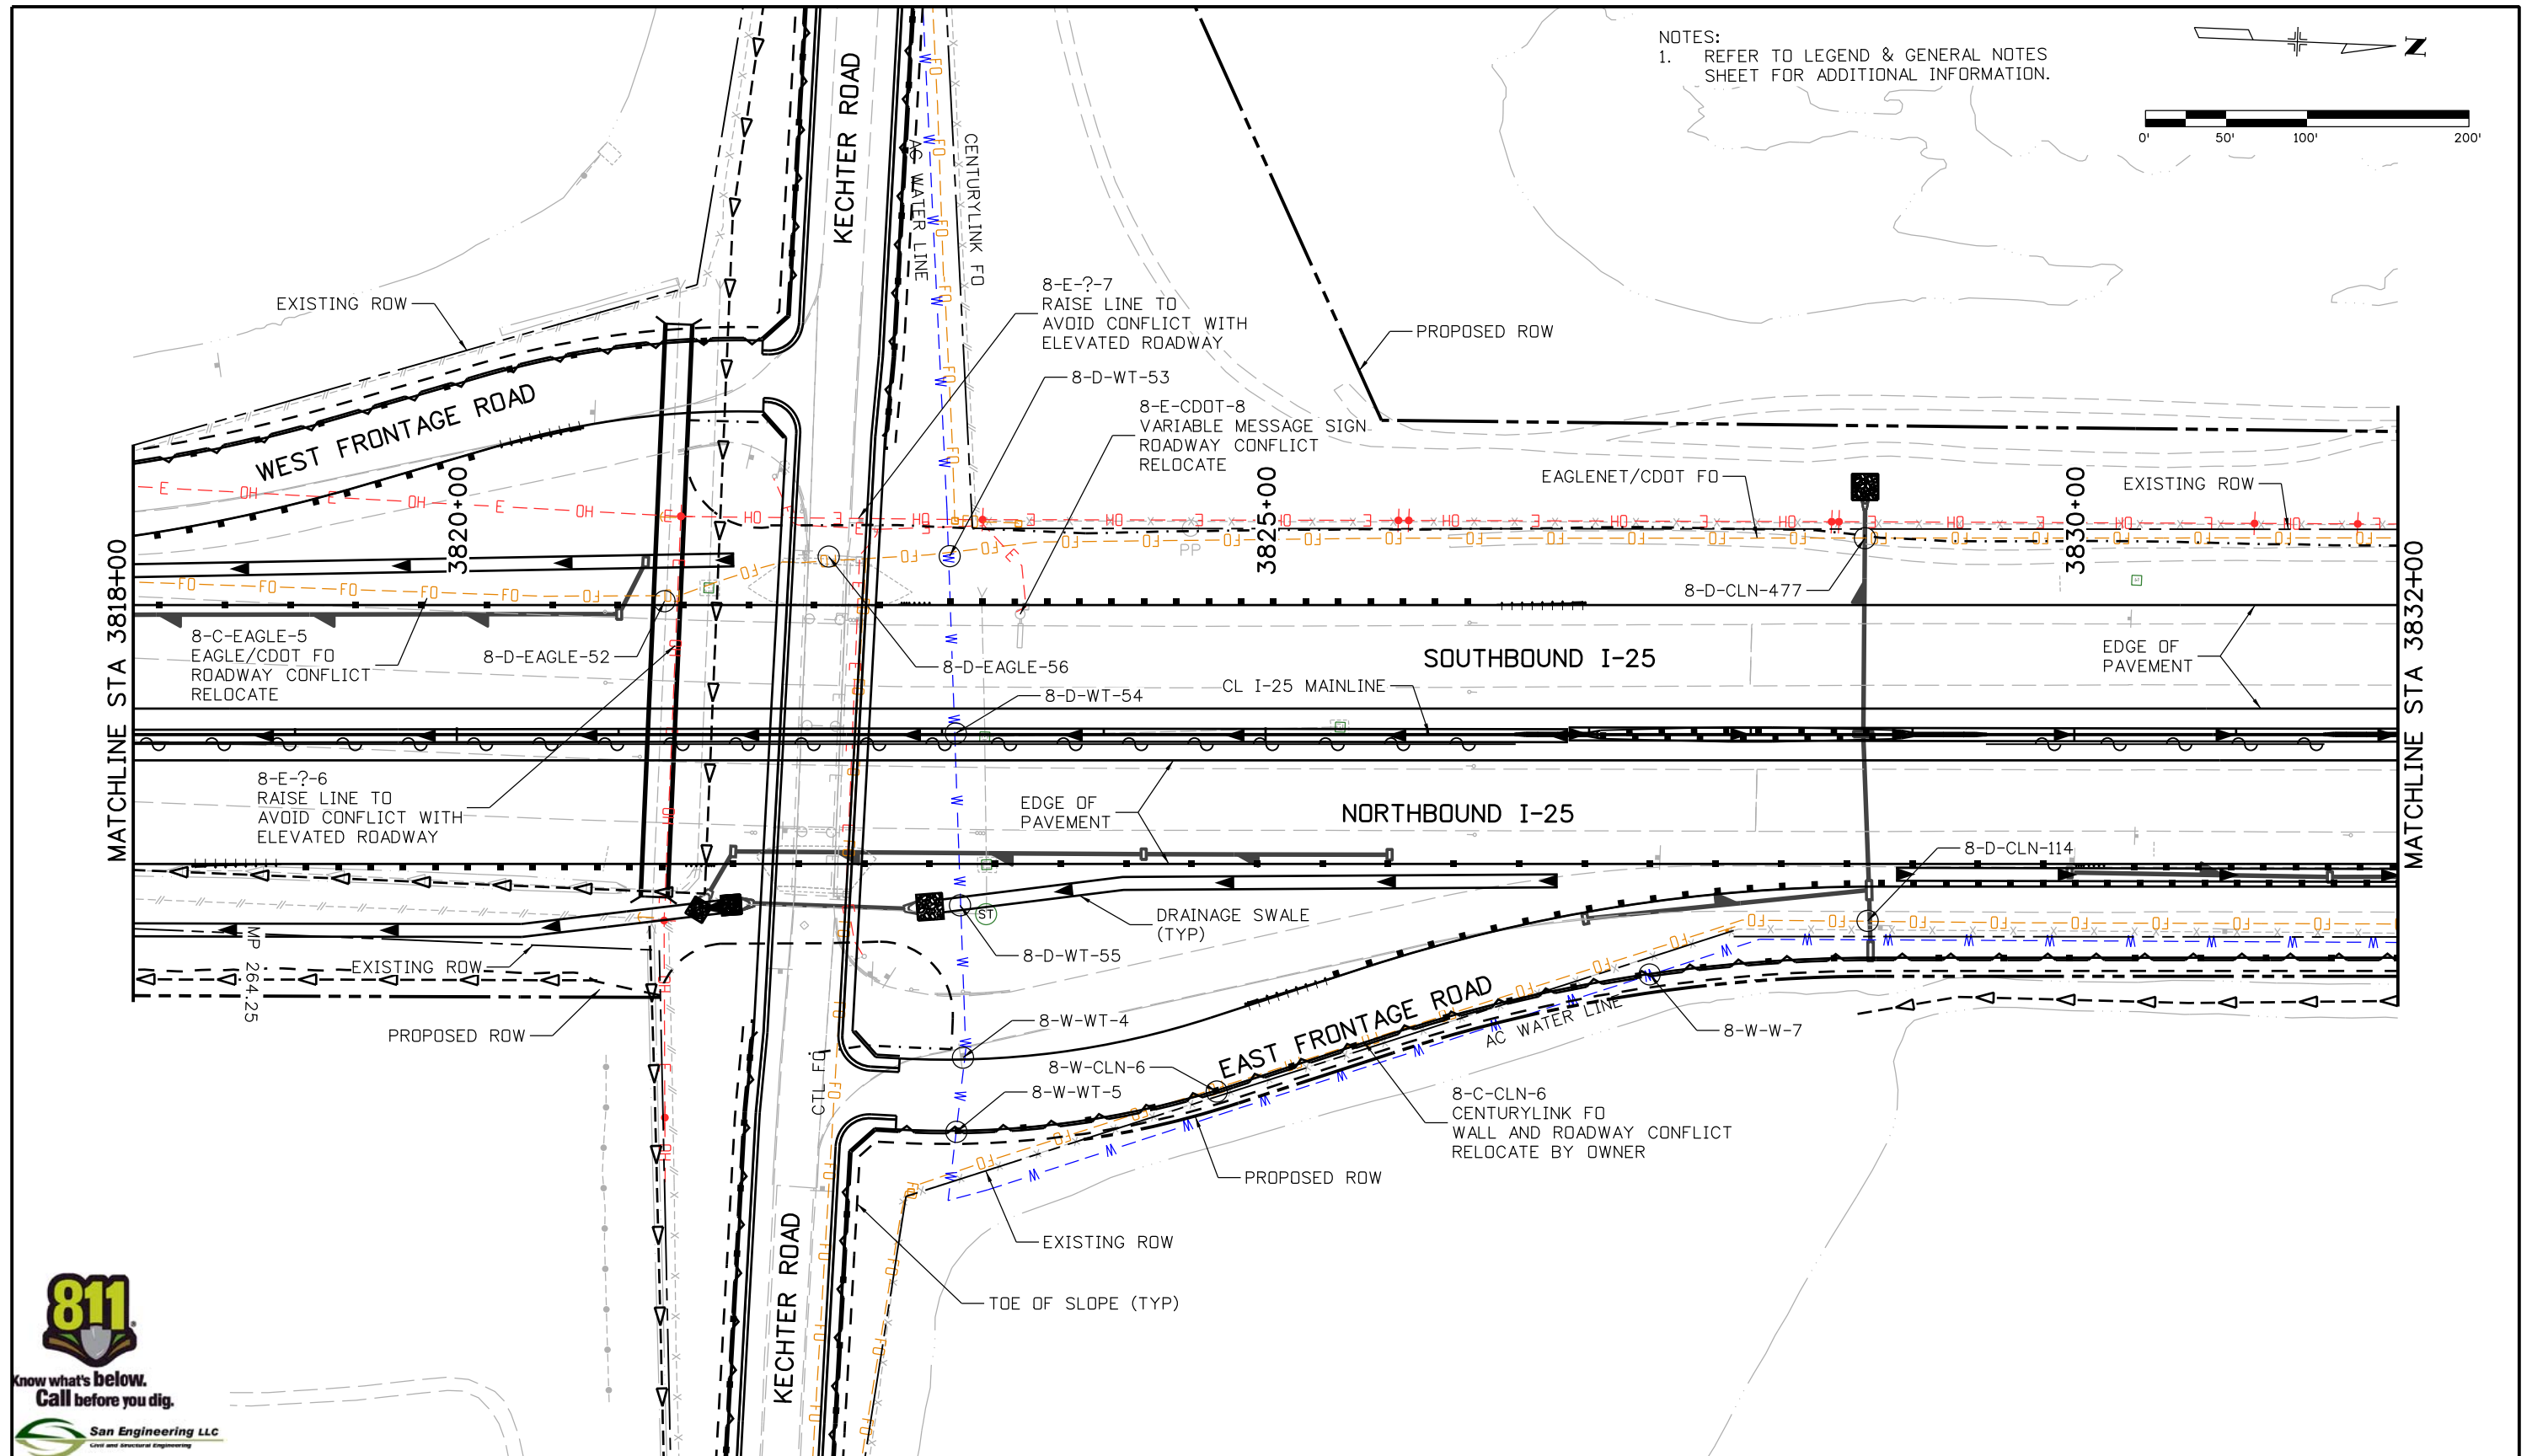 NOTES:
1. REFER TO LEGEND & GENERAL NOTES
SHEET FOR ADDITIONAL INFORMATION.
N
0' 50' 100' 200'
KECHTER ROAD
AC WATER LINE
CENTURYLINK FO
EXISTING ROW
8-E-?-7
RAISE LINE TO
AVOID CONFLICT WITH
ELEVATED ROADWAY
PROPOSED ROW
8-D-WT-53
8-E-CDOT-8
VARIABLE MESSAGE SIGN
ROADWAY CONFLICT
RELOCATE
WEST FRONTAGE ROAD
3820+00
3825+00
3830+00
EAGLENET/CDOT FO
EXISTING ROW
PP
8-D-CLN-477
MATCHLINE STA 3818+00
MATCHLINE STA 3832+00
8-C-EAGLE-5
EAGLE/CDOT FO
ROADWAY CONFLICT
RELOCATE
8-D-EAGLE-52
8-D-EAGLE-56
SOUTHBOUND I-25
EDGE OF
PAVEMENT
CL I-25 MAINLINE
8-D-WT-54
8-E-?-6
RAISE LINE TO
AVOID CONFLICT WITH
ELEVATED ROADWAY
EDGE OF
PAVEMENT
NORTHBOUND I-25
8-D-CLN-114
ST
DRAINAGE SWALE
(TYP)
8-D-WT-55
MP 264.25
EXISTING ROW
PROPOSED ROW
8-W-WT-4
8-W-CLN-6
8-W-WT-5
CTL FO
EAST FRONTAGE ROAD
AC WATER LINE
8-W-W-7
8-C-CLN-6
CENTURYLINK FO
WALL AND ROADWAY CONFLICT
RELOCATE BY OWNER
PROPOSED ROW
EXISTING ROW
TOE OF SLOPE (TYP)
KECHTER ROAD
811
Know what's below.
Call before you dig.
San Engineering LLC
Civil and Structural Engineering